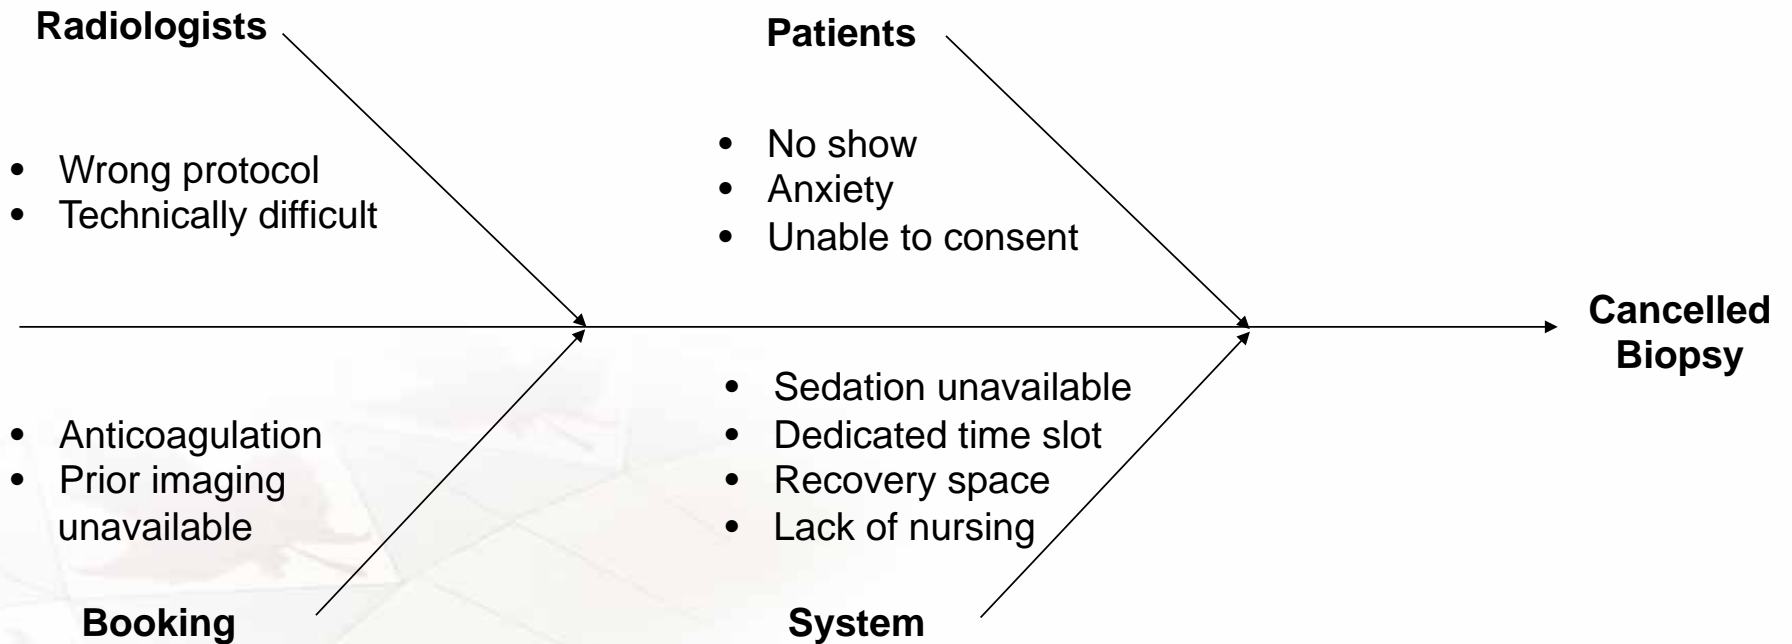 Radiologists
• Wrong protocol
• Technically difficult
Patients
• No show
• Anxiety
• Unable to consent
Cancelled
Biopsy
• Anticoagulation
• Prior imaging
unavailable
Booking
• Sedation unavailable
• Dedicated time slot
• Recovery space
• Lack of nursing
System